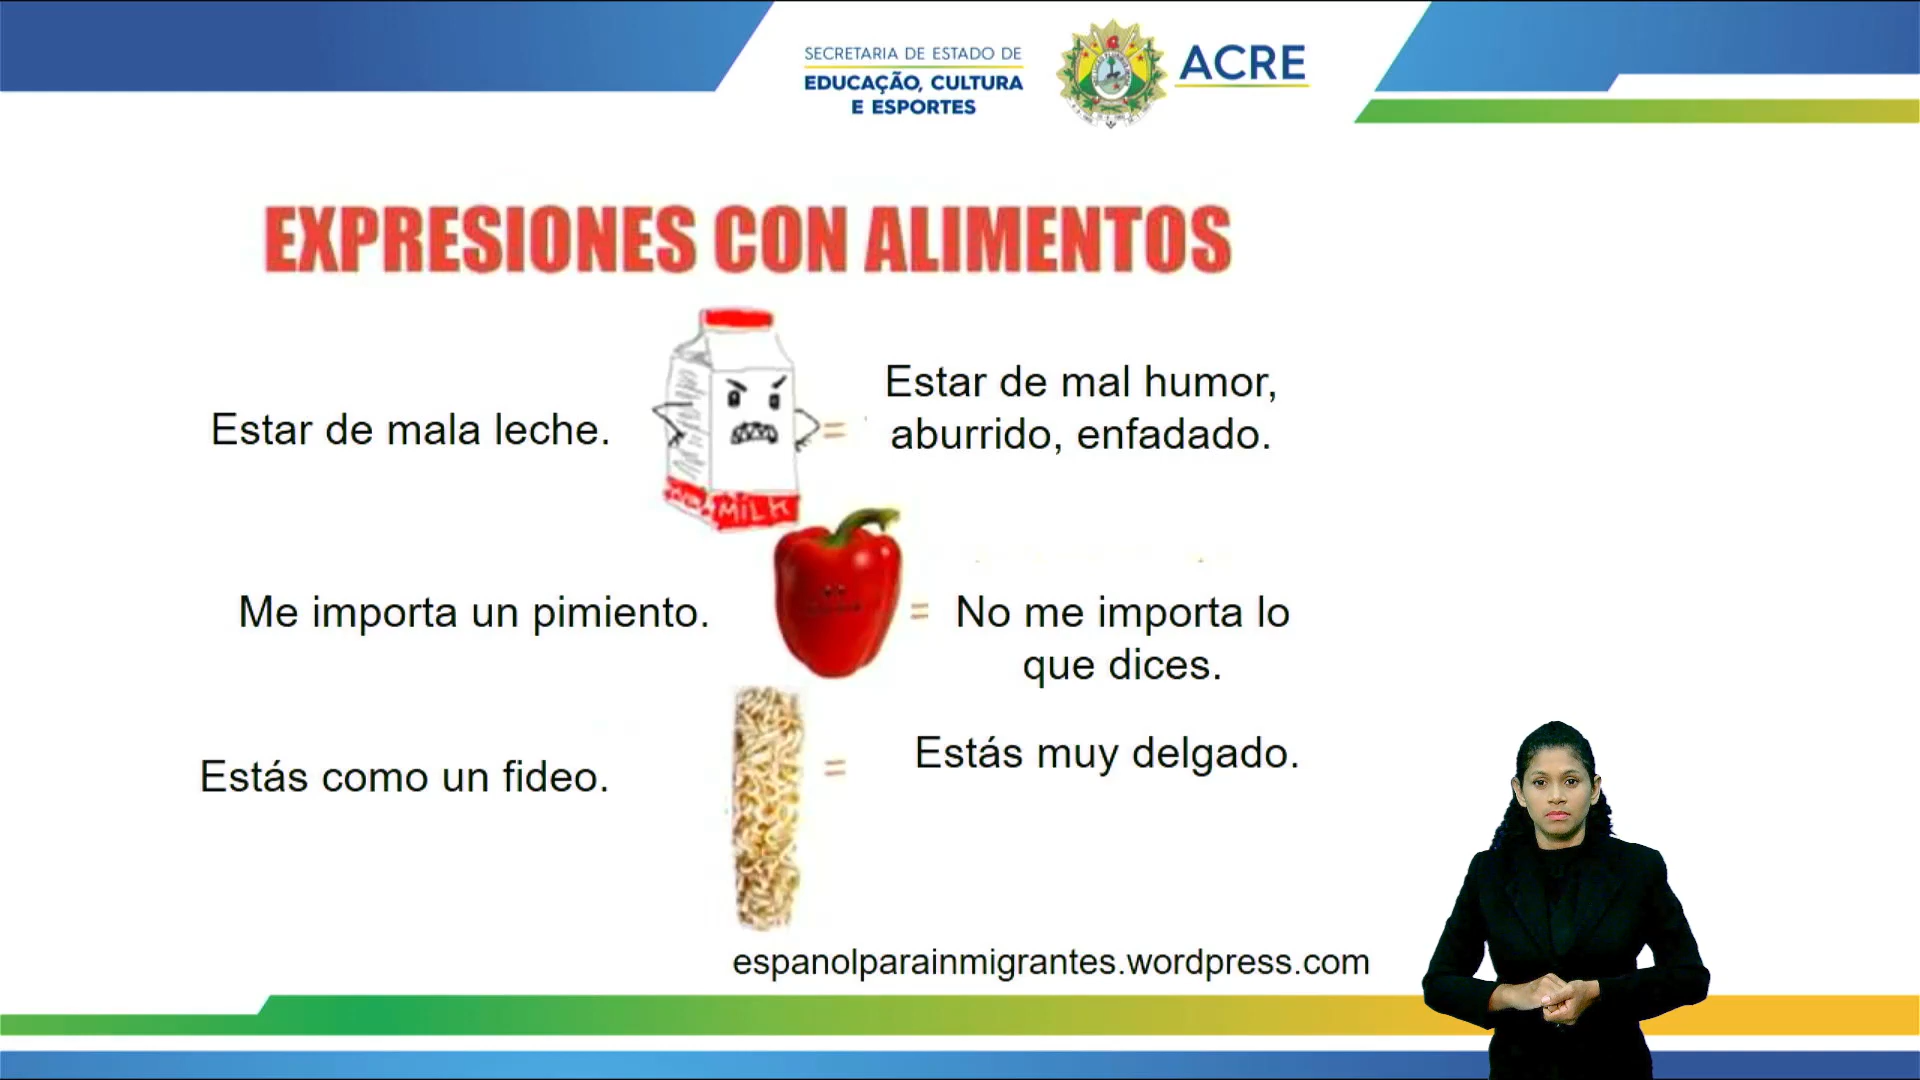 SECRETARIA DE ESTADO DE
EDUCAÇÃO, CULTURA
E ESPORTES
ACRE
EXPRESIONES CON ALIMENTOS
Estar de mala leche.
MILK
=
Estar de mal humor,
aburrido, enfadado.
Me importa un pimiento.
=
No me importa lo
que dices.
Estás como un fideo.
=
Estás muy delgado.
espanolparainmigrantes.wordpress.com